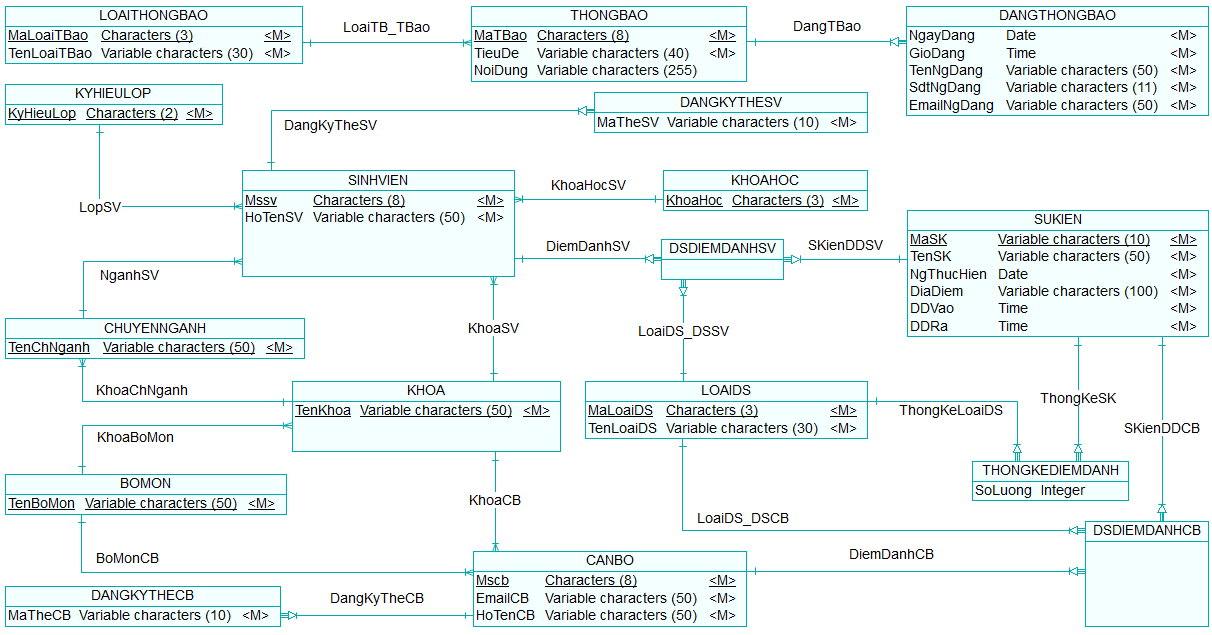 LOAITHONGBAO
MaLoaiTBao Characters (3) <M>
TenLoaiTBao Variable characters (30) <M>
LoaiTB_TBao
THONGBAO
MaTBao Characters (8) <M>
TieuDe Variable characters (40) <M>
NoiDung Variable characters (255)
DangTBao
DANGTHONGBAO
NgayDang Date <M>
GioDang Time <M>
TenNgDang Variable characters (50) <M>
SdtNgDang Variable characters (11) <M>
EmailNgDang Variable characters (50) <M>
KYHIEULOP
KyHieuLop Characters (2) <M>
DANGKYTHESV
MaTheSV Variable characters (10) <M>
DangKyTheSV
LopSV
SINHVIEN
Mssv Characters (8) <M>
HoTenSV Variable characters (50) <M>
KhoaHocSV
KHOAHOC
KhoaHoc Characters (3) <M>
DiemDanhSV
DSDIEMDANHSV
SKienDDSV
SUKIEN
MaSK Variable characters (10) <M>
TenSK Variable characters (50) <M>
NgThucHien Date <M>
DiaDiem Variable characters (100) <M>
DDVao Time <M>
DDRa Time <M>
NganhSV
KhoaSV
LoaiDS_DSSV
CHUYENNGANH
TenChNganh Variable characters (50) <M>
KhoaChNganh
KHOA
TenKhoa Variable characters (50) <M>
LOAIDS
MaLoaiDS Characters (3) <M>
TenLoaiDS Variable characters (30) <M>
ThongKeLoaiDS
ThongKeSK
SKienDDCB
KhoaBoMon
THONGKEDIEMDANH
SoLuong Integer
BOMON
TenBoMon Variable characters (50) <M>
KhoaCB
LoaiDS_DSCB
DSDIEMDANHCB
BoMonCB
DiemDanhCB
CANBO
Mscb Characters (8) <M>
EmailCB Variable characters (50) <M>
HoTenCB Variable characters (50) <M>
DANGKYTHECB
MaTheCB Variable characters (10) <M>
DangKyTheCB